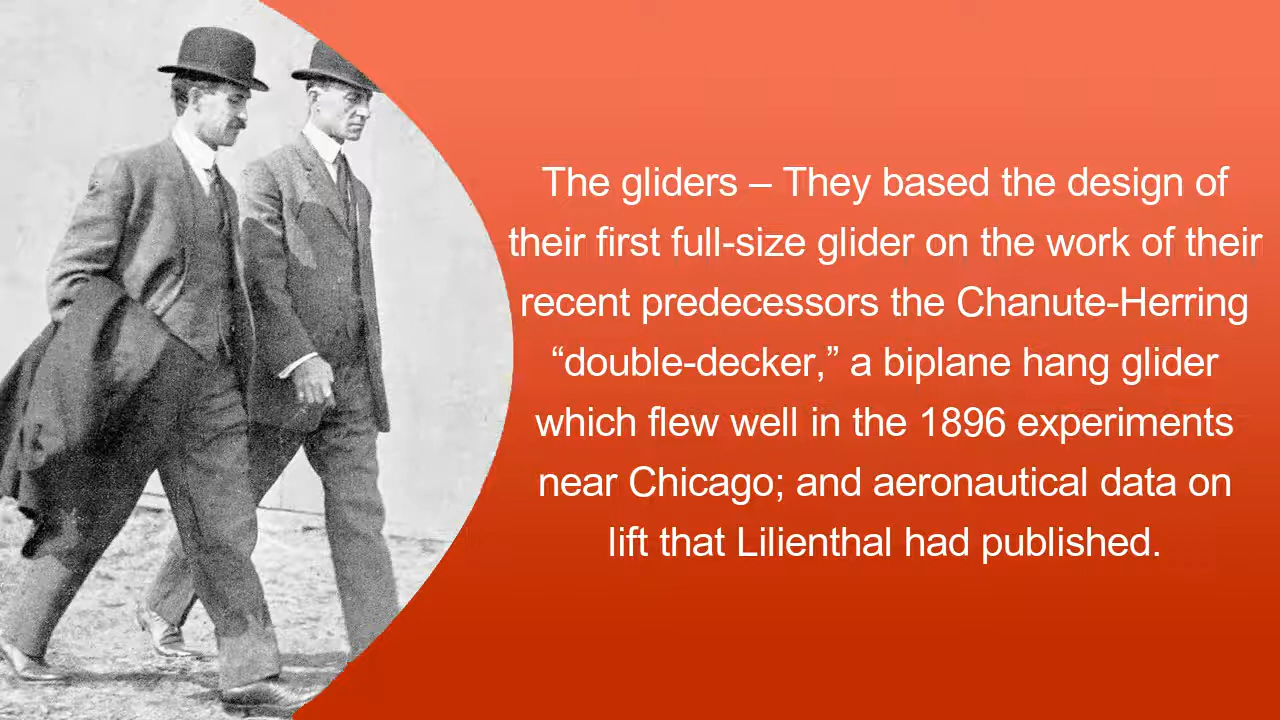 The gliders – They based the design of
their first full-size glider on the work of their
recent predecessors the Chanute-Herring
“double-decker,” a biplane hang glider
which flew well in the 1896 experiments
near Chicago; and aeronautical data on
lift that Lilienthal had published.